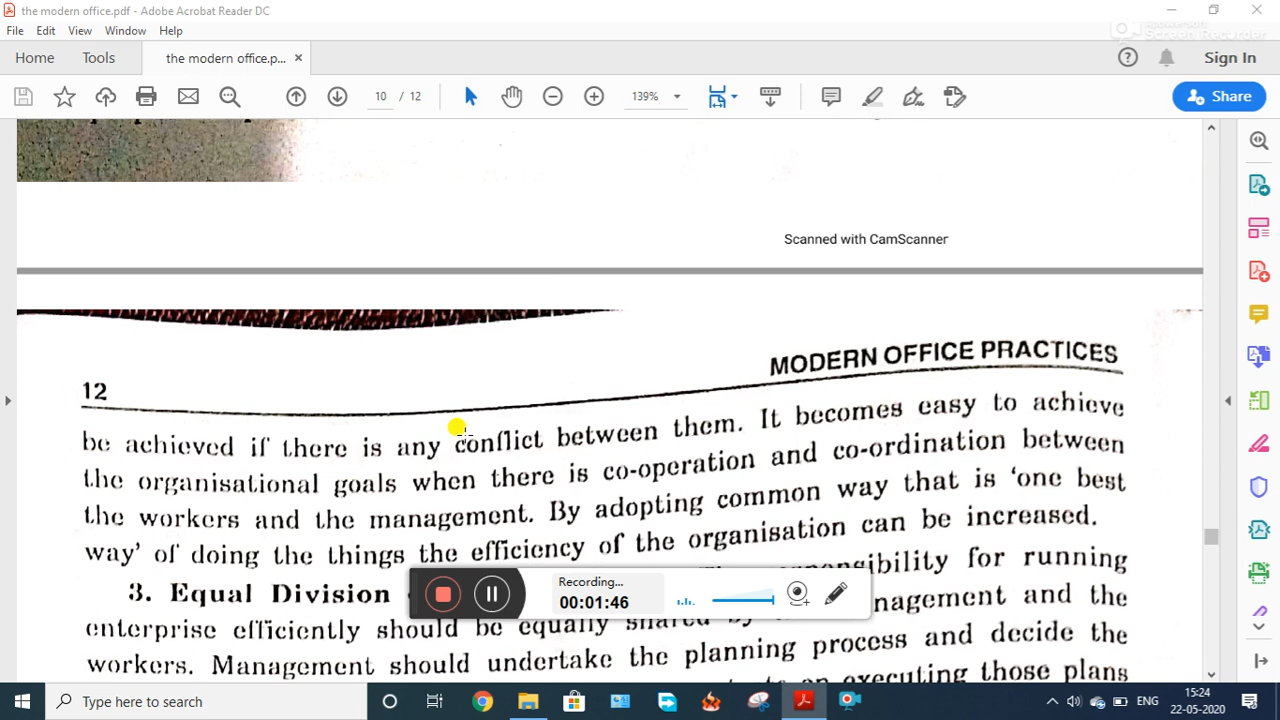 the modern office.pdf - Adobe Acrobat Reader DC
File Edit View Window Help
Home Tools the modern office.p... × Sign In
10 / 12 139% Share
Scanned with CamScanner
MODERN OFFICE PRACTICES
12
be achieved if there is any conflict between them. It becomes easy to achieve
the organisational goals when there is co-operation and co-ordination between
the workers and the management. By adopting common way that is 'one best
way' of doing the things the efficiency of the organisation can be increased.
3. Equal Division responsibility for running
enterprise efficiently should be equally shared by management and the
workers. Management should undertake the planning process and decide the
executing those plans
Recording...
00:01:46
Type here to search
ENG
15:24
22-05-2020